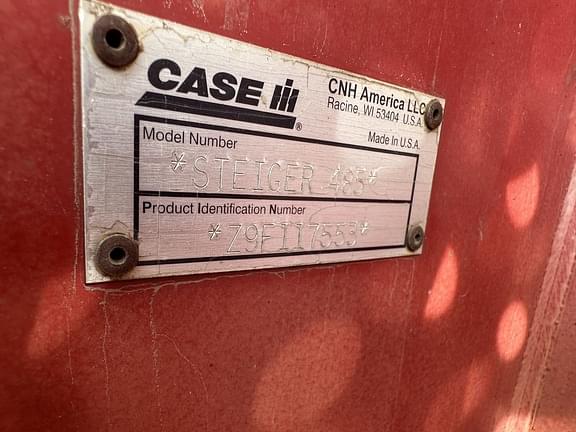 CASE IH
®
CNH America LLC
Racine, WI 53404 U.S.A.
Made in U.S.A.
Model Number
*STEIGER 485*
Product Identification Number
*Z9F117553*